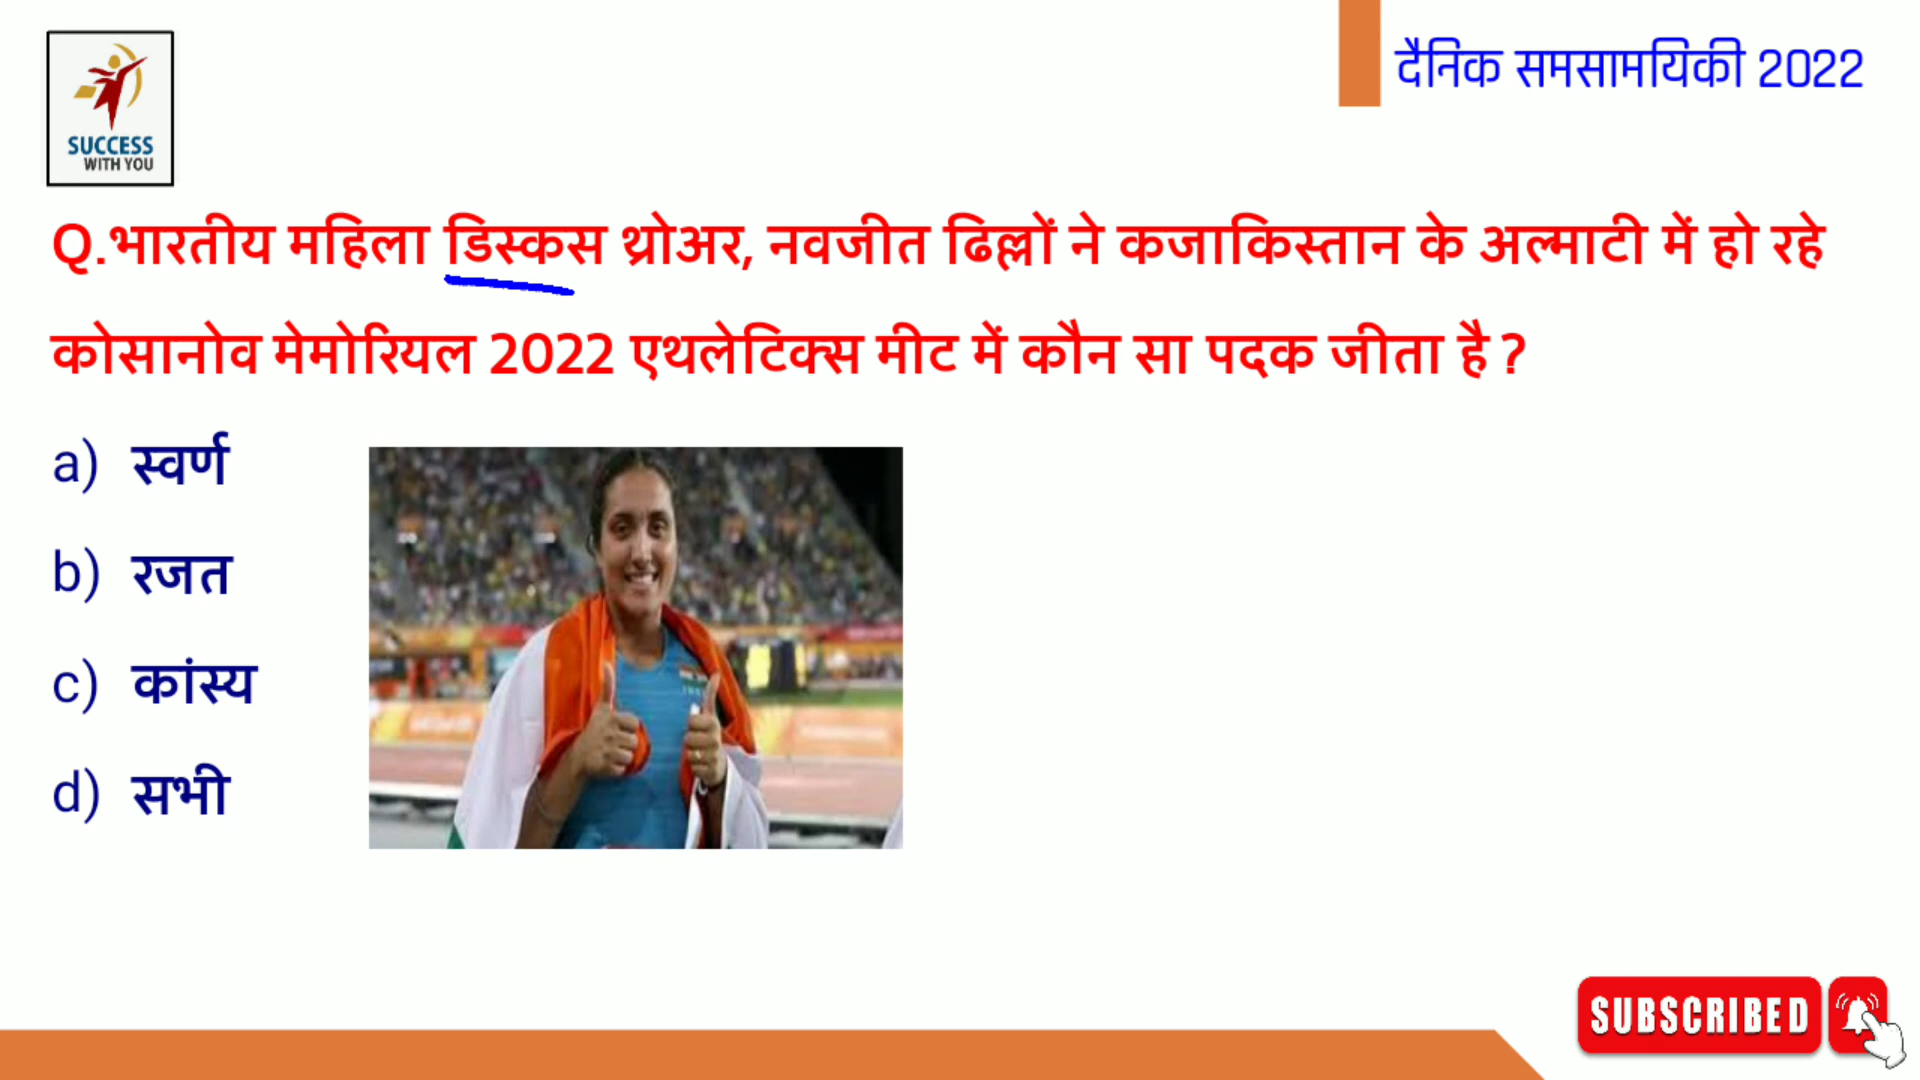 SUCCESS
WITH YOU
दैनिक समसामयिकी 2022
Q.भारतीय महिला डिस्कस थ्रोअर, नवजीत ढिल्लों ने कजाकिस्तान के अल्माटी में हो रहे
कोसानोव मेमोरियल 2022 एथलेटिक्स मीट में कौन सा पदक जीता है ?
a) स्वर्ण
b) रजत
c) कांस्य
d) सभी
SUBSCRIBED